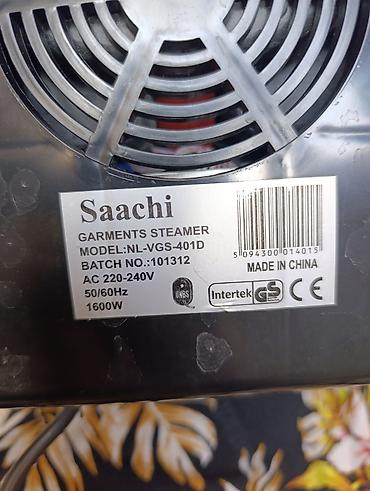 Saachi
GARMENTS STEAMER
MODEL:NL-VGS-401D
BATCH NO.:101312
AC 220-240V
50/60Hz
1600W
5 094300 014015
MADE IN CHINA
UNBS
Intertek GS CE